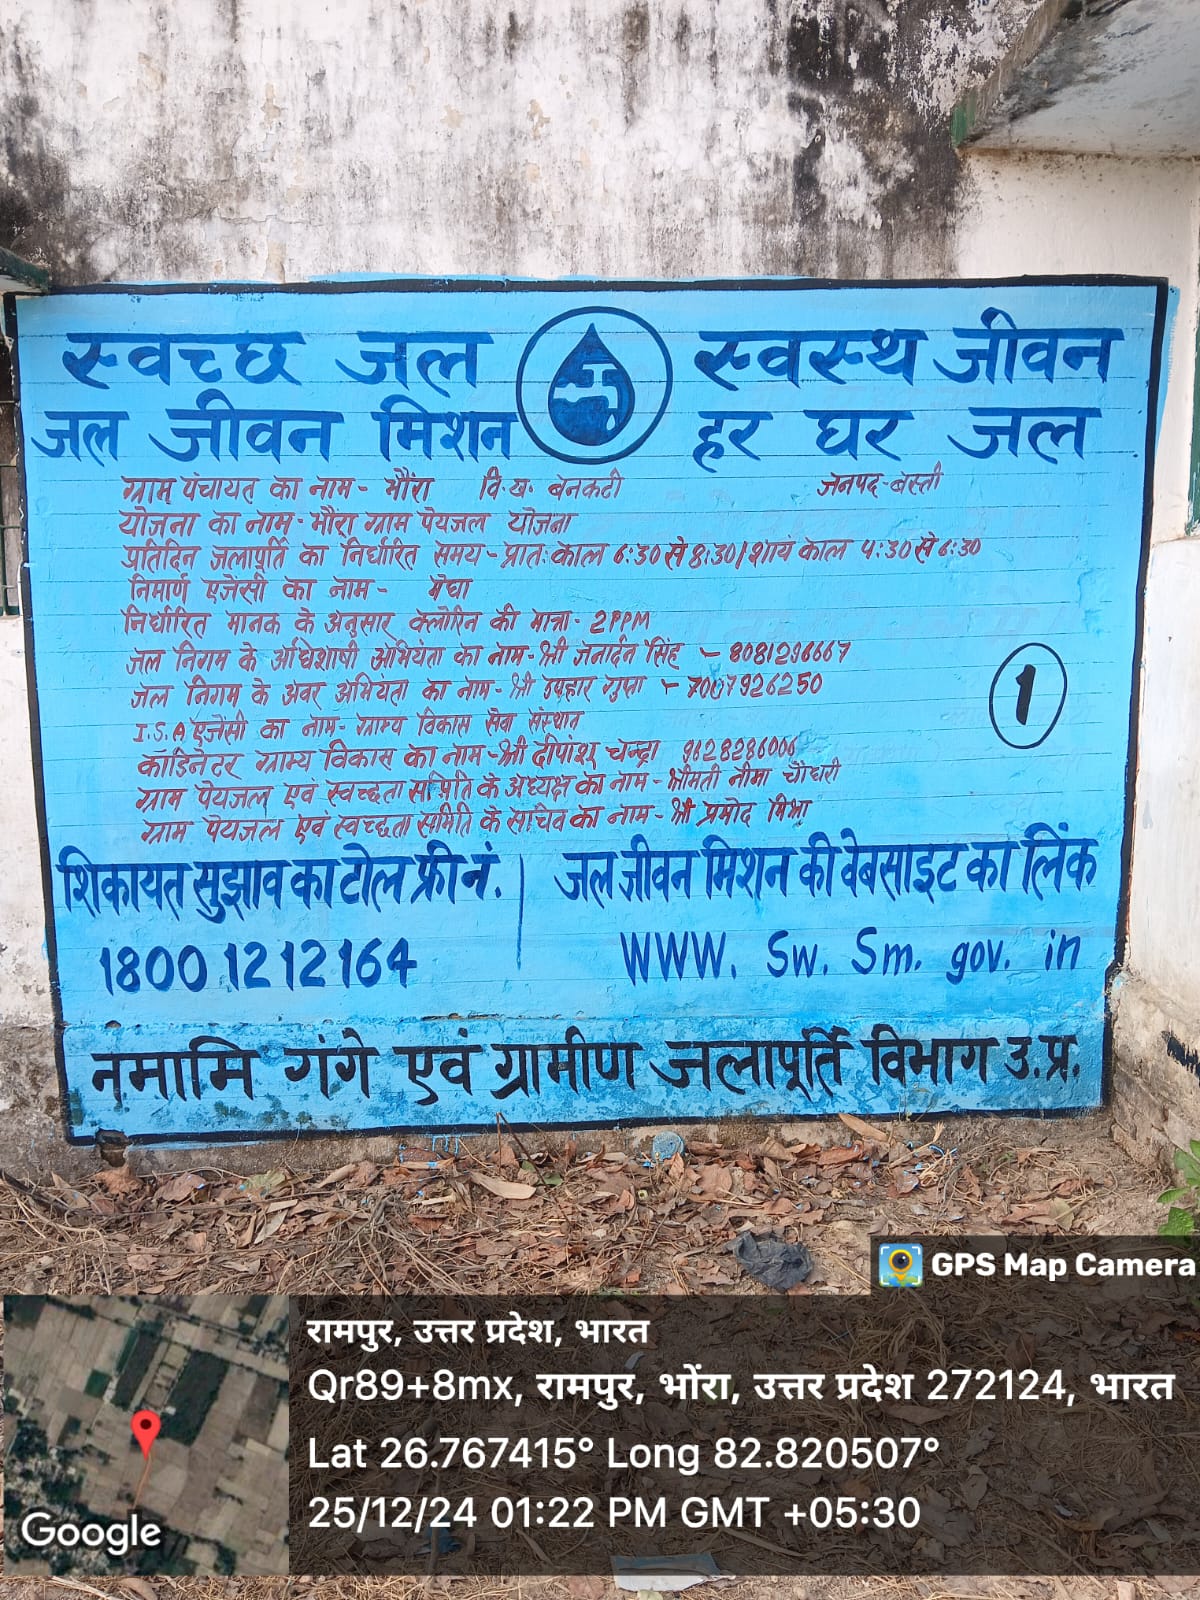 स्वच्छ जल स्वस्थ जीवन
जल जीवन मिशन हर घर जल
ग्राम पंचायत का नाम - भौंरा वि.ख. बनकटी जनपद-बस्ती
योजना का नाम- भौंरा ग्राम पेयजल योजना
प्रतिदिन जलापूर्ति का निर्धारित समय - प्रातः काल 6:30 से 8:30/शायं काल 4:30 से 6:30
निमार्ण एजेंसी का नाम - मेघा
निर्धारित मानक के अनुसार क्लोरिन की मात्रा- 2PPM
जल निगम के अधिशाषी अभियंता का नाम- श्री जनार्दन सिंह - 8081296667
जल निगम के अवर अभियंता का नाम- श्री उपहार गुप्ता - 7007926250
I.S.A एजेंसी का नाम- ग्राम्य विकास सेवा संस्थान
कॉडिनेटर ग्राम्य विकास का नाम - श्री दीपांशु चन्द्रा 9628286006
ग्राम पेयजल एवं स्वच्छता समिति के अध्यक्ष का नाम - श्रीमती नीमा चौधरी
ग्राम पेयजल एवं स्वच्छता समिति के सचिव का नाम - श्री प्रमोद मिश्रा
1
शिकायत सुझाव का टोल फ्री नं. | जल जीवन मिशन की वेबसाइट का लिंक
1800 1212164 WWW. Sw. Sm. gov. in
नमामि गंगे एवं ग्रामीण जलापूर्ति विभाग उ.प्र.
GPS Map Camera
रामपुर, उत्तर प्रदेश, भारत
Qr89+8mx, रामपुर, भोंरा, उत्तर प्रदेश 272124, भारत
Lat 26.767415° Long 82.820507°
25/12/24 01:22 PM GMT +05:30
Google